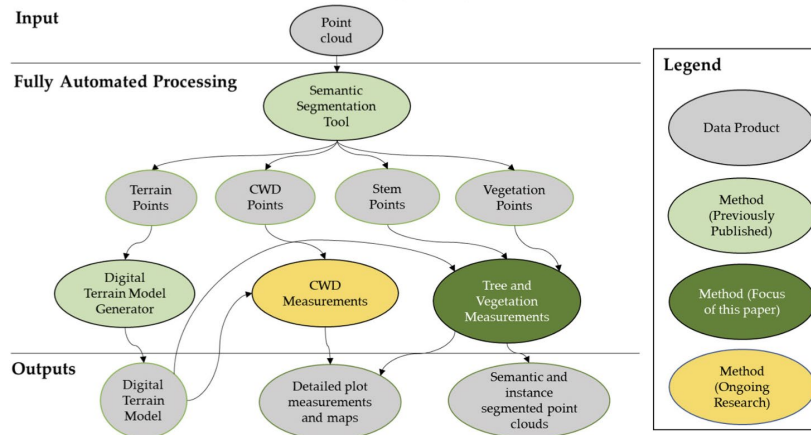 Input
Point
cloud
Fully Automated Processing
Semantic
Segmentation
Tool
Terrain
Points
CWD
Points
Stem
Points
Vegetation
Points
Digital
Terrain Model
Generator
CWD
Measurements
Tree and
Vegetation
Measurements
Outputs
Digital
Terrain
Model
Detailed plot
measurements
and maps
Semantic and
instance
segmented point
clouds
Legend
Data Product
Method
(Previously
Published)
Method (Focus
of this paper)
Method
(Ongoing
Research)